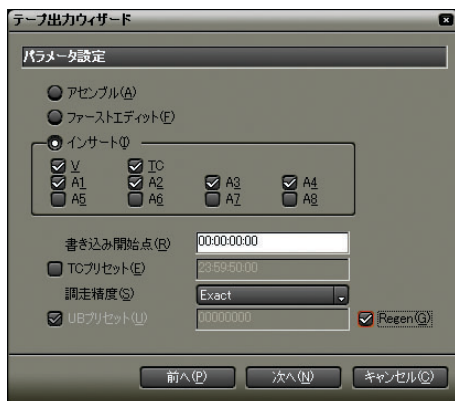 テープ出力ウィザード
パラメータ設定
アセンブル(A)
ファーストエディット(F)
インサート(I)
V TC
A1 A2 A3 A4
A5 A6 A7 A8
書き込み開始点(R) 00:00:00:00
TCプリセット(E) 23:59:50:00
調走精度(S) Exact
UBプリセット(U) 00000000 Regen(G)
前へ(P) 次へ(N) キャンセル(C)